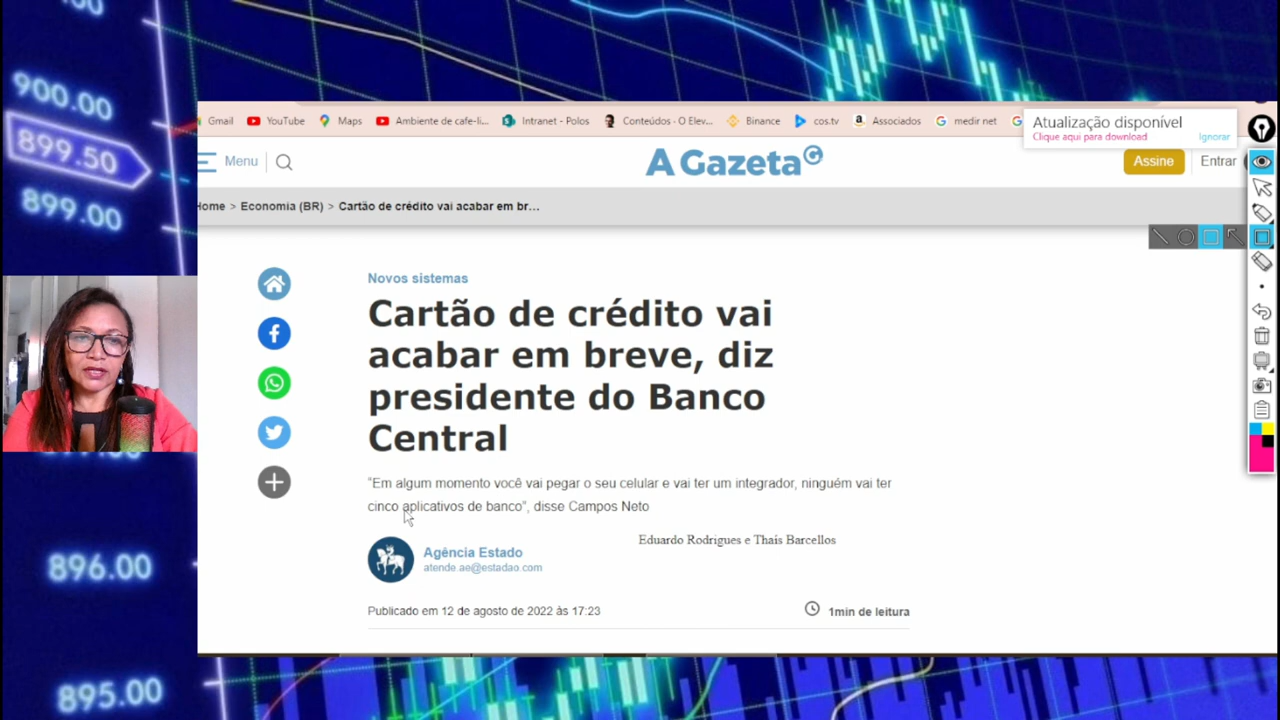 900.00
899.50
899.00
896.00
895.00
Gmail YouTube Maps Ambiente de cafe-li... Intranet - Polos Conteúdos - O Elev... Binance cos.tv Associados medir net
Atualização disponível
Clique aqui para download Ignorar
Menu
A Gazeta
Assine Entrar
Home > Economia (BR) > Cartão de crédito vai acabar em br...
Novos sistemas
Cartão de crédito vai
acabar em breve, diz
presidente do Banco
Central
"Em algum momento você vai pegar o seu celular e vai ter um integrador, ninguém vai ter
cinco aplicativos de banco", disse Campos Neto
Eduardo Rodrigues e Thaís Barcellos
Agência Estado
atende.ae@estadao.com
Publicado em 12 de agosto de 2022 às 17:23
1min de leitura